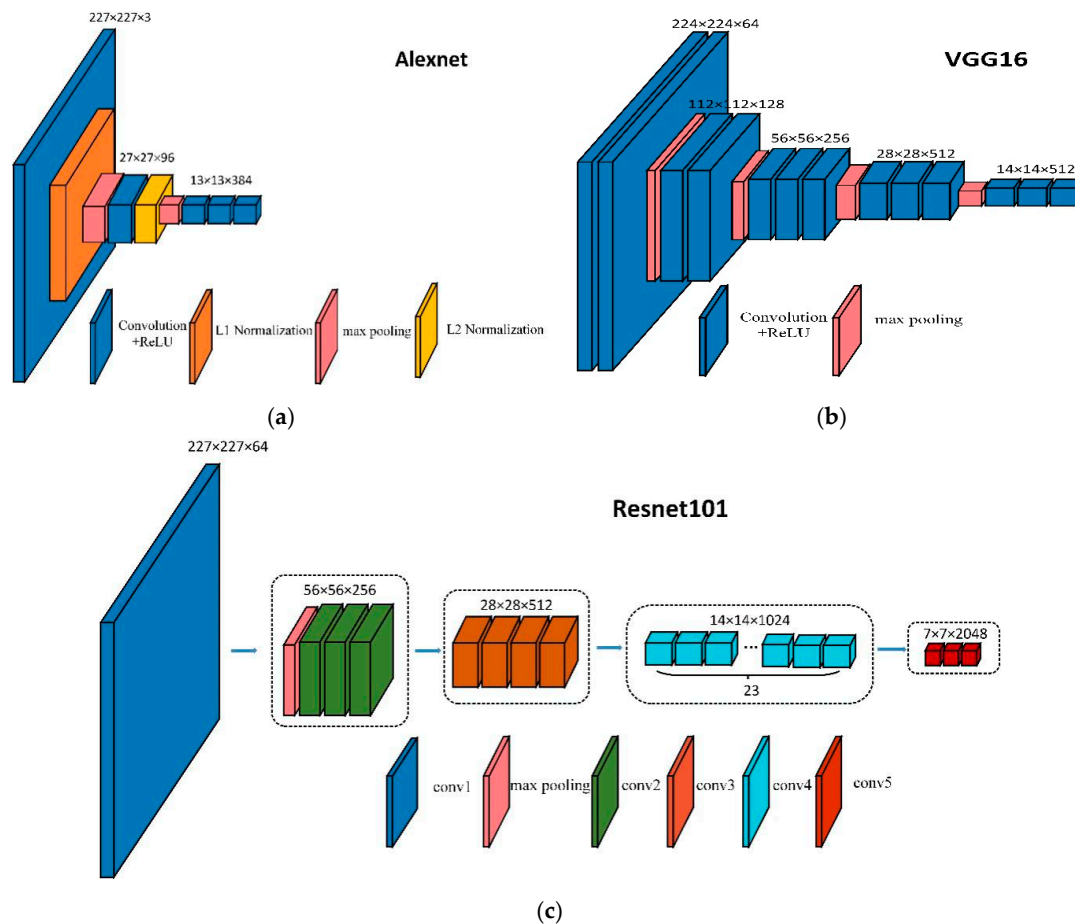 227×227×3
Alexnet
27×27×96
13×13×384
Convolution
+ReLU
L1 Normalization
max pooling
L2 Normalization
(a)
224×224×64
VGG16
112×112×128
56×56×256
28×28×512
14×14×512
Convolution
+ReLU
max pooling
(b)
227×227×64
Resnet101
56×56×256
28×28×512
14×14×1024
...
23
7×7×2048
conv1
max pooling
conv2
conv3
conv4
conv5
(c)